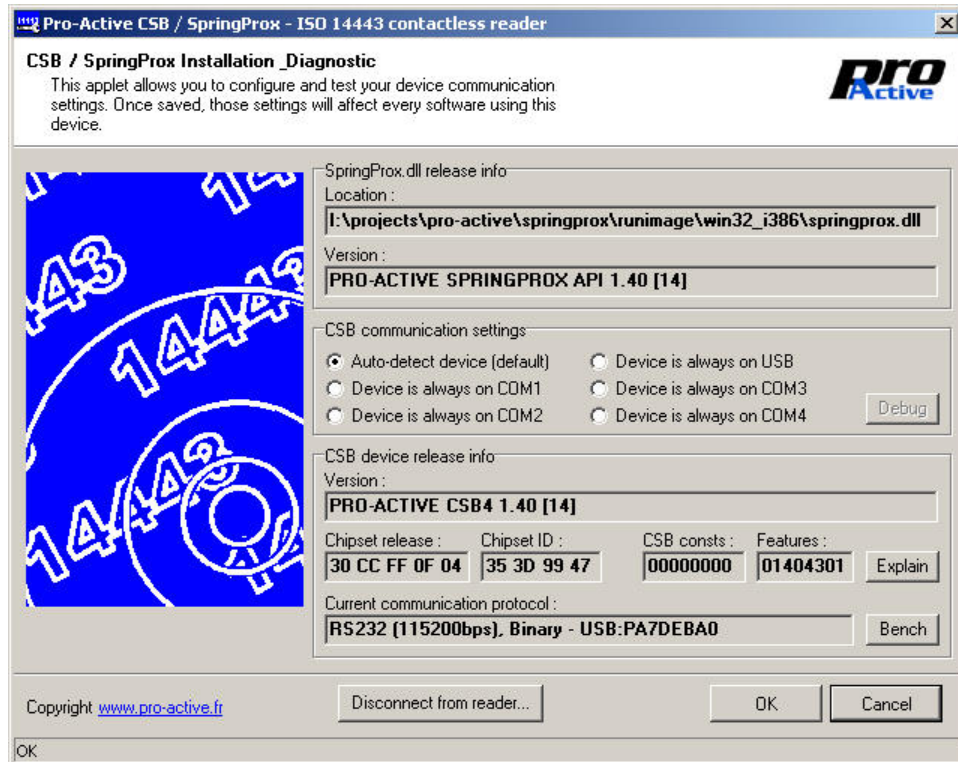 Pro-Active CSB / SpringProx - ISO 14443 contactless reader
CSB / SpringProx Installation _Diagnostic
This applet allows you to configure and test your device communication
settings. Once saved, those settings will affect every software using this
device.
Pro
Active
14443
14443
14443
14443
SpringProx.dll release info
Location :
I:\projects\pro-active\springprox\runimage\win32_i386\springprox.dll
Version :
PRO-ACTIVE SPRINGPROX API 1.40 [14]
CSB communication settings
Auto-detect device (default)
Device is always on USB
Device is always on COM1
Device is always on COM3
Device is always on COM2
Device is always on COM4
Debug
CSB device release info
Version :
PRO-ACTIVE CSB4 1.40 [14]
Chipset release : Chipset ID : CSB consts : Features :
30 CC FF 0F 04 35 3D 99 47 00000000 01404301 Explain
Current communication protocol :
RS232 (115200bps), Binary - USB:PA7DEBA0 Bench
Copyright www.pro-active.fr
Disconnect from reader...
OK
Cancel
OK